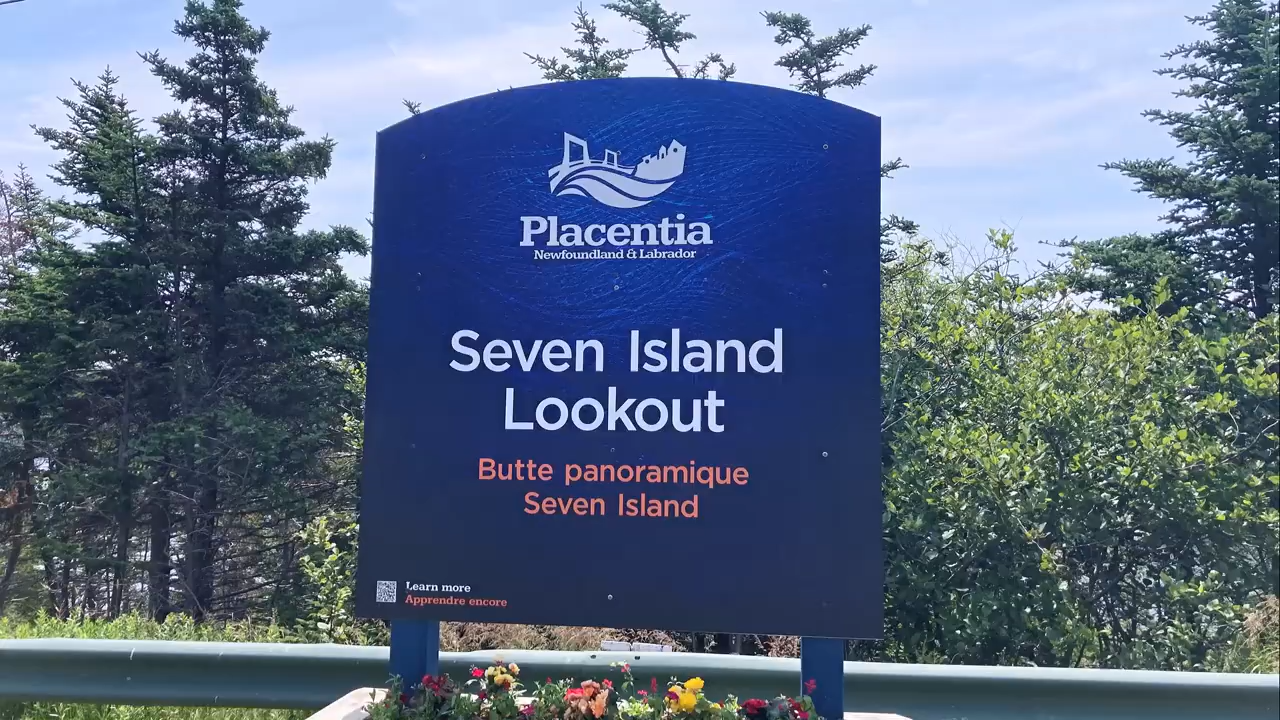 Placentia
Newfoundland & Labrador
Seven Island
Lookout
Butte panoramique
Seven Island
Learn more
Apprendre encore